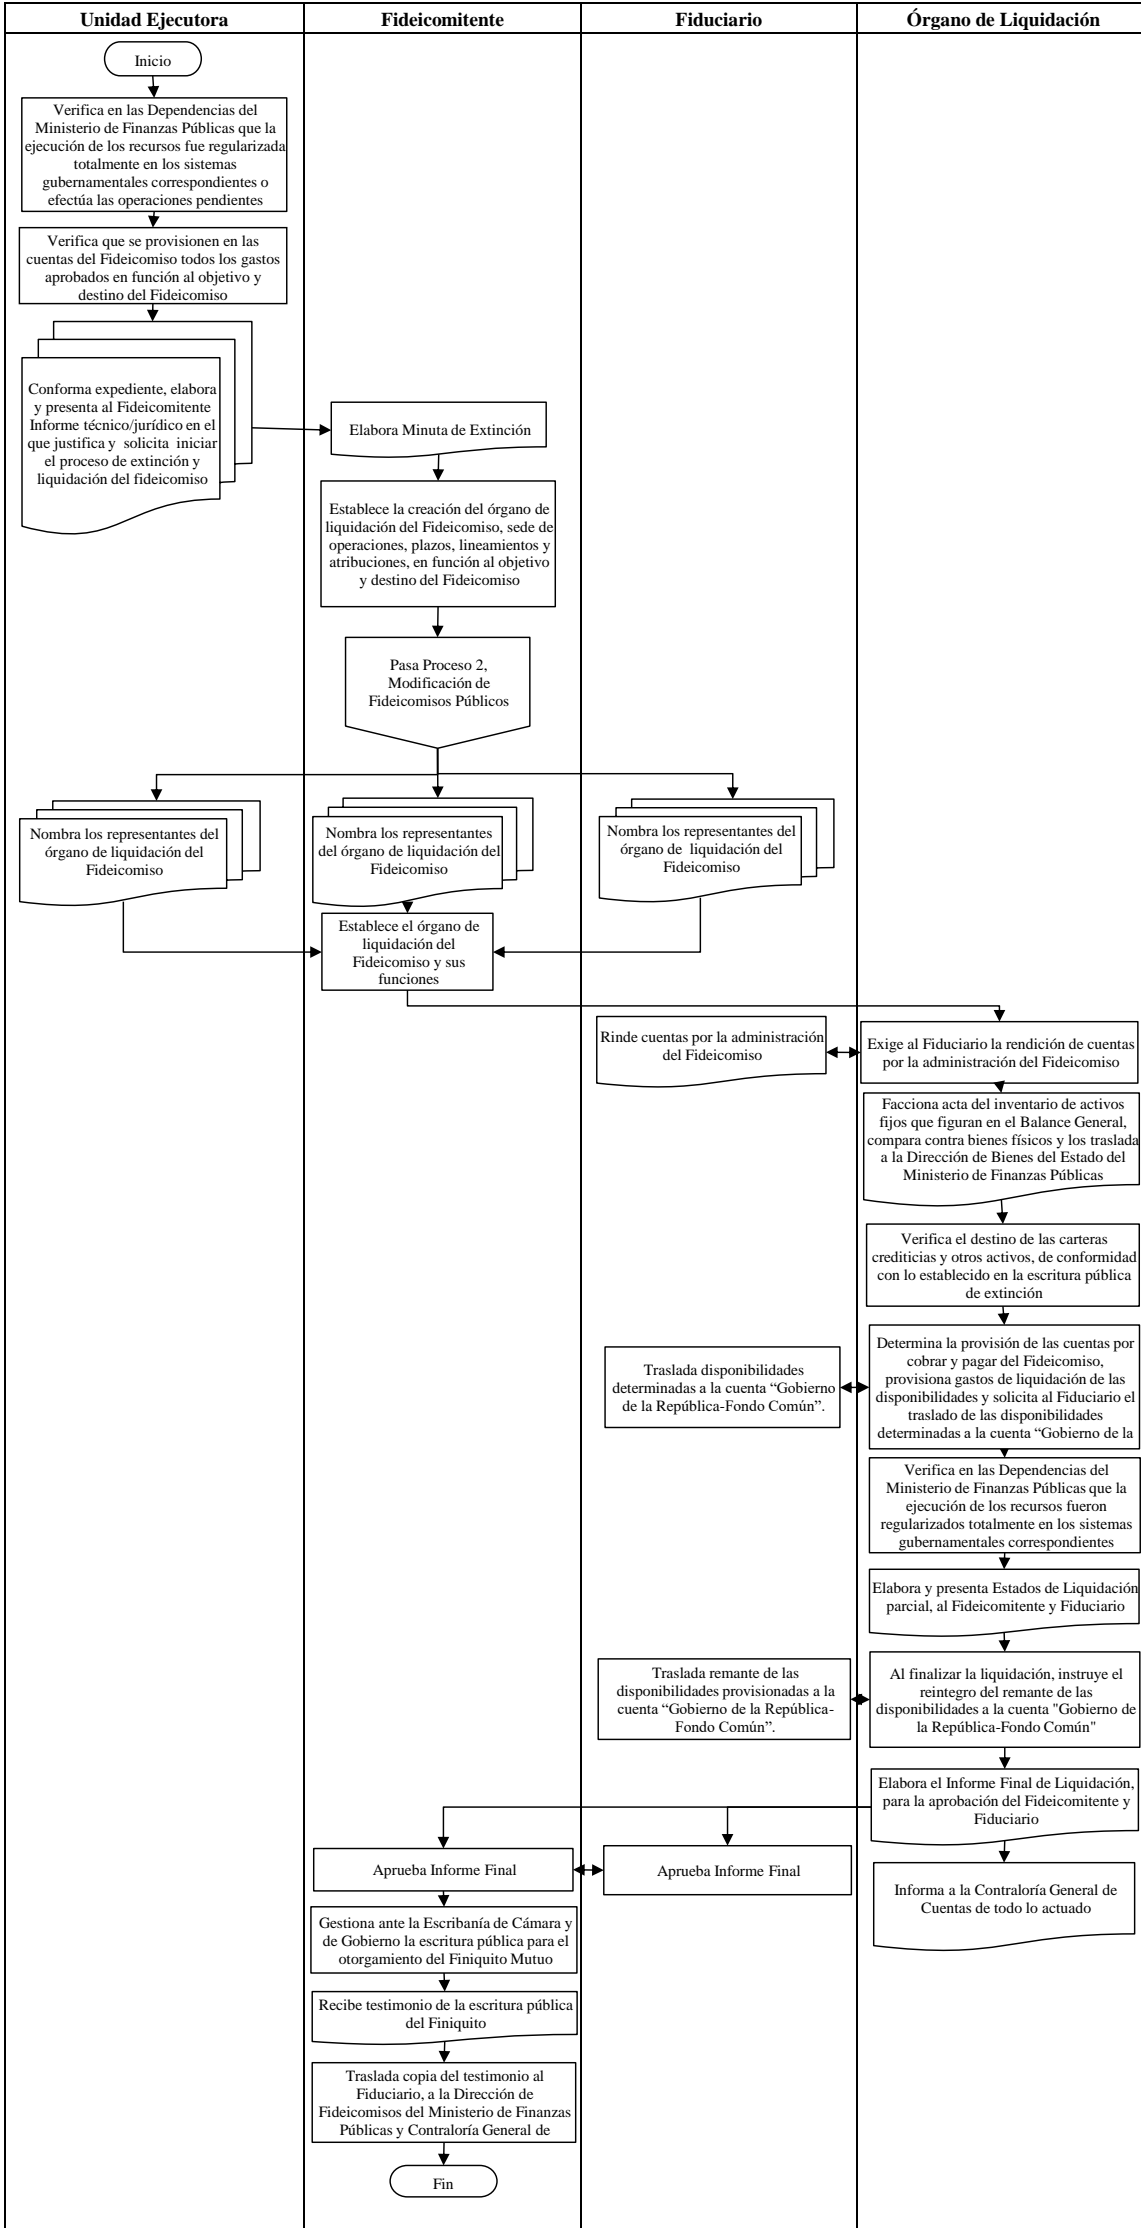 Unidad Ejecutora
Fideicomitente
Fiduciario
Órgano de Liquidación
Inicio
Verifica en las Dependencias del
Ministerio de Finanzas Públicas que la
ejecución de los recursos fue regularizada
totalmente en los sistemas
gubernamentales correspondientes o
efectúa las operaciones pendientes
Verifica que se provisionen en las
cuentas del Fideicomiso todos los gastos
aprobados en función al objetivo y
destino del Fideicomiso
Conforma expediente, elabora
y presenta al Fideicomitente
Informe técnico/jurídico en el
que justifica y solicita iniciar
el proceso de extinción y
liquidación del fideicomiso
Elabora Minuta de Extinción
Establece la creación del órgano de
liquidación del Fideicomiso, sede de
operaciones, plazos, lineamientos y
atribuciones, en función al objetivo
y destino del Fideicomiso
Pasa Proceso 2,
Modificación de
Fideicomisos Públicos
Nombra los representantes del
órgano de liquidación del
Fideicomiso
Nombra los representantes
del órgano de liquidación del
Fideicomiso
Nombra los representantes del
órgano de liquidación del
Fideicomiso
Establece el órgano de
liquidación del
Fideicomiso y sus
funciones
Rinde cuentas por la administración
del Fideicomiso
Exige al Fiduciario la rendición de cuentas
por la administración del Fideicomiso
Facciona acta del inventario de activos
fijos que figuran en el Balance General,
compara contra bienes físicos y los traslada
a la Dirección de Bienes del Estado del
Ministerio de Finanzas Públicas
Verifica el destino de las carteras
crediticias y otros activos, de conformidad
con lo establecido en la escritura pública
de extinción
Traslada disponibilidades
determinadas a la cuenta “Gobierno
de la República-Fondo Común”.
Determina la provisión de las cuentas por
cobrar y pagar del Fideicomiso,
provisiona gastos de liquidación de las
disponibilidades y solicita al Fiduciario el
traslado de las disponibilidades
determinadas a la cuenta “Gobierno de la
Verifica en las Dependencias del
Ministerio de Finanzas Públicas que la
ejecución de los recursos fueron
regularizados totalmente en los sistemas
gubernamentales correspondientes
Elabora y presenta Estados de Liquidación
parcial, al Fideicomitente y Fiduciario
Traslada remante de las
disponibilidades provisionadas a la
cuenta “Gobierno de la República-
Fondo Común”.
Al finalizar la liquidación, instruye el
reintegro del remante de las
disponibilidades a la cuenta "Gobierno de
la República-Fondo Común"
Elabora el Informe Final de Liquidación,
para la aprobación del Fideicomitente y
Fiduciario
Aprueba Informe Final
Aprueba Informe Final
Informa a la Contraloría General de
Cuentas de todo lo actuado
Gestiona ante la Escribanía de Cámara y
de Gobierno la escritura pública para el
otorgamiento del Finiquito Mutuo
Recibe testimonio de la escritura pública
del Finiquito
Traslada copia del testimonio al
Fiduciario, a la Dirección de
Fideicomisos del Ministerio de Finanzas
Públicas y Contraloría General de
Fin